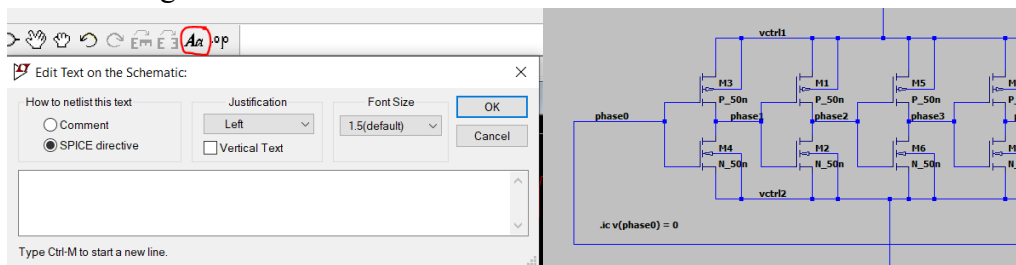 Aa .op
Edit Text on the Schematic:
How to netlist this text
Comment
SPICE directive
Justification
Left
Vertical Text
Font Size
1.5(default)
OK
Cancel
Type Ctrl-M to start a new line.
vctrl1
M3
P_50n
M1
P_50n
M5
P_50n
phase0
phase1
phase2
phase3
M4
N_50n
M2
N_50n
M6
N_50n
vctrl2
.ic v(phase0) = 0